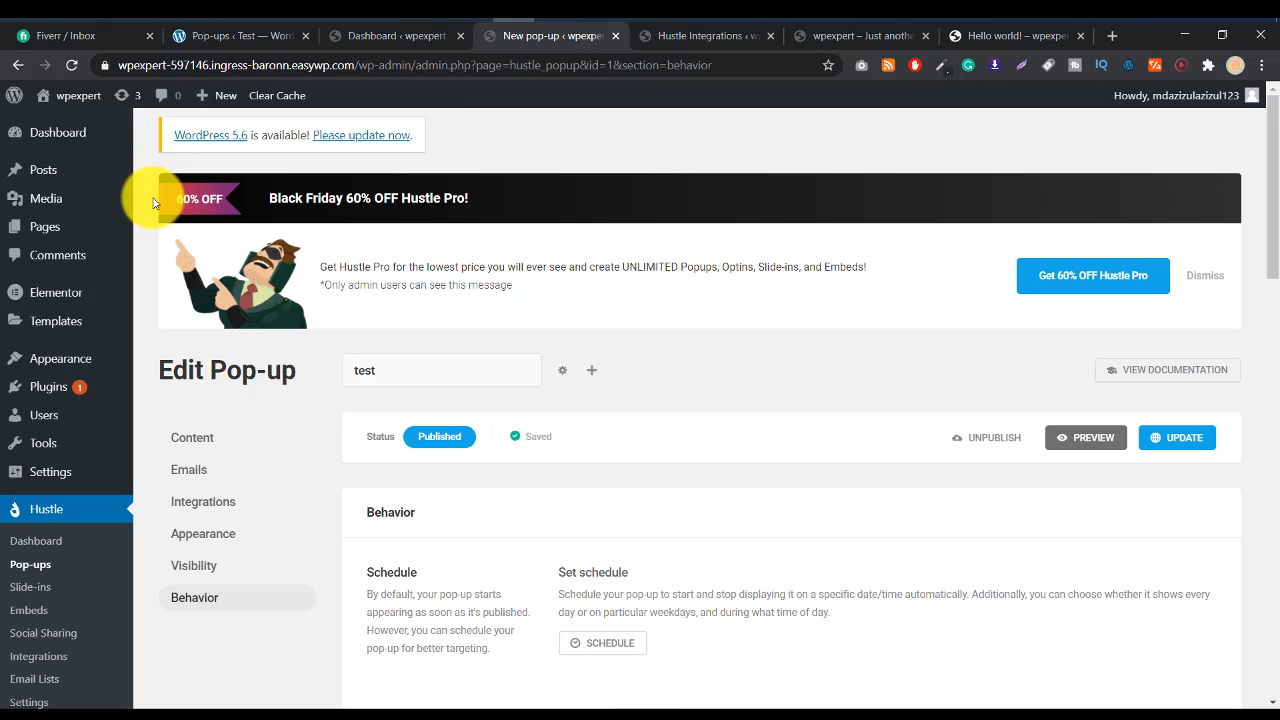 Fiverr / Inbox
Pop-ups ‹ Test — Word
Dashboard ‹ wpexpert
New pop-up ‹ wpexpe
Hustle Integrations ‹ w
wpexpert – Just anothe
Hello world! – wpexpe
wpexpert-597146.ingress-baronn.easywp.com/wp-admin/admin.php?page=hustle_popup&id=1&section=behavior
wpexpert 3 0 New Clear Cache Howdy, mdazizulazizul123
Dashboard
Posts
Media
Pages
Comments
Elementor
Templates
Appearance
Plugins 1
Users
Tools
Settings
Hustle
Dashboard
Pop-ups
Slide-ins
Embeds
Social Sharing
Integrations
Email Lists
Settings
WordPress 5.6 is available! Please update now.
60% OFF
Black Friday 60% OFF Hustle Pro!
Get Hustle Pro for the lowest price you will ever see and create UNLIMITED Popups, Optins, Slide-ins, and Embeds!
*Only admin users can see this message
Get 60% OFF Hustle Pro
Dismiss
Edit Pop-up
test
VIEW DOCUMENTATION
Content
Emails
Integrations
Appearance
Visibility
Behavior
Status Published Saved UNPUBLISH PREVIEW UPDATE
Behavior
Schedule
By default, your pop-up starts
appearing as soon as it's published.
However, you can schedule your
pop-up for better targeting.
Set schedule
Schedule your pop-up to start and stop displaying it on a specific date/time automatically. Additionally, you can choose whether it shows every
day or on particular weekdays, and during what time of day.
SCHEDULE